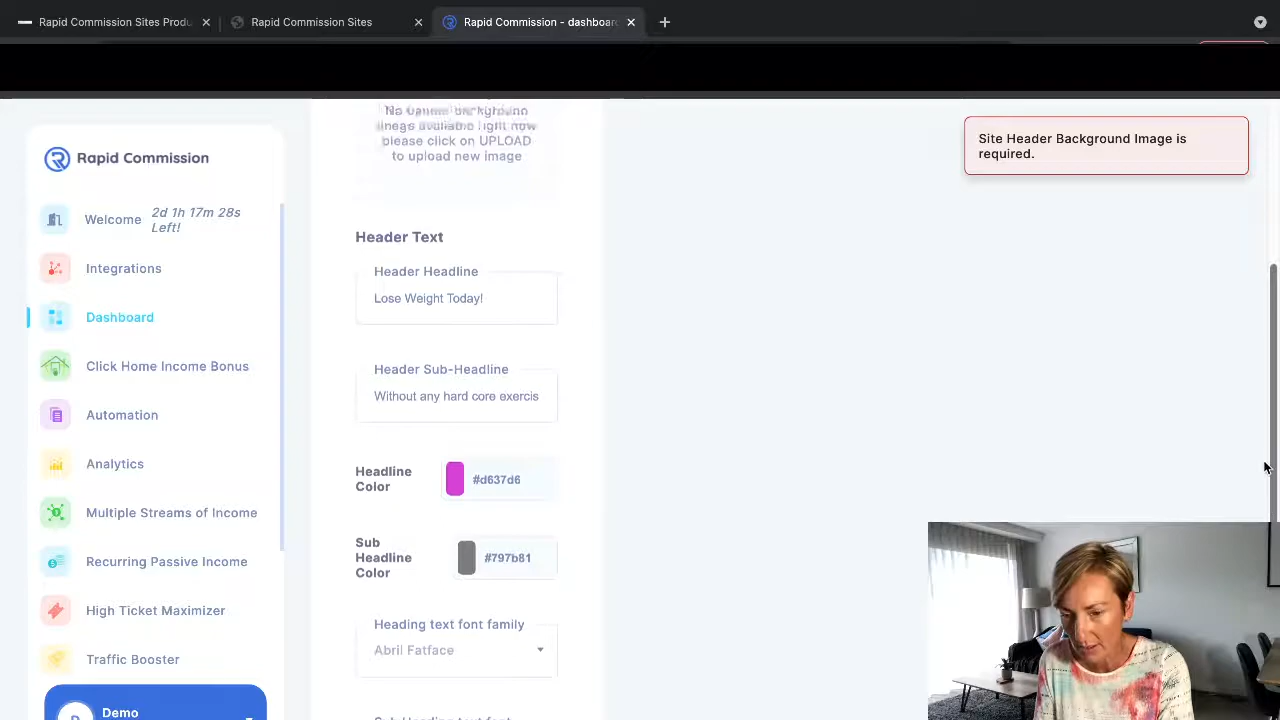 Rapid Commission Sites Produ
Rapid Commission Sites
Rapid Commission - dashboar
images available right now
please click on UPLOAD
to upload new image
Site Header Background Image is
required.
Rapid Commission
Welcome
2d 1h 17m 28s
Left!
Integrations
Dashboard
Click Home Income Bonus
Automation
Analytics
Multiple Streams of Income
Recurring Passive Income
High Ticket Maximizer
Traffic Booster
D
Demo
Header Text
Header Headline
Lose Weight Today!
Header Sub-Headline
Without any hard core exercis
Headline
Color
#d637d6
Sub
Headline
Color
#797b81
Heading text font family
Abril Fatface